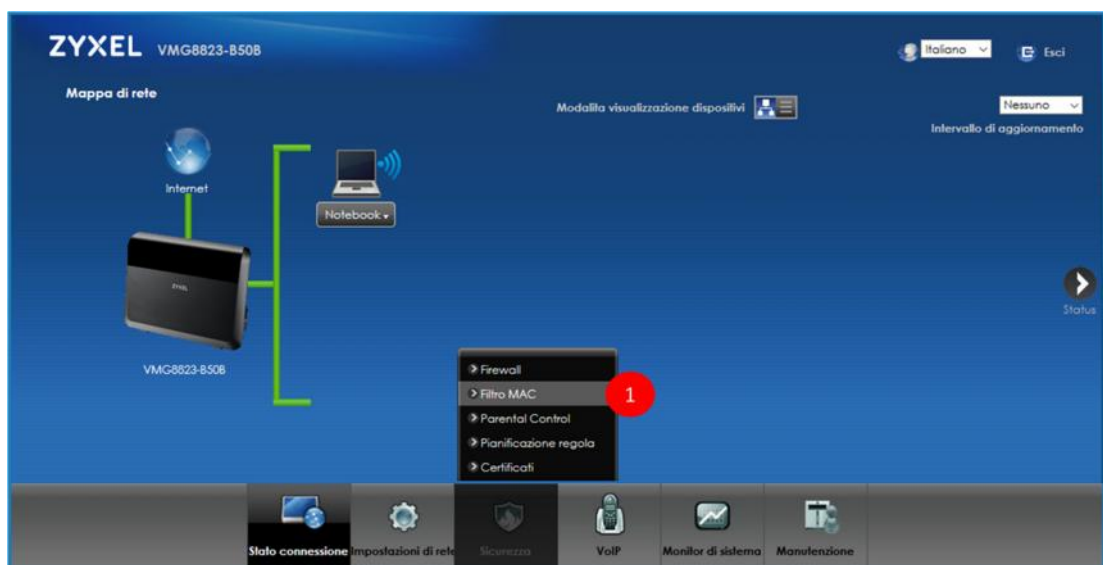 ZYXEL VMG8823-B50B
Italiano
Esci
Mappa di rete
Modalita visualizzazione dispositivi
Nessuno
Intervallo di aggiornamento
Internet
Notebook
ZYXEL
VMG8823-B50B
Status
Firewall
Filtro MAC
1
Parental Control
Pianificazione regola
Certificati
Stato connessione
Impostazioni di rete
Sicurezza
VoIP
Monitor di sistema
Manutenzione